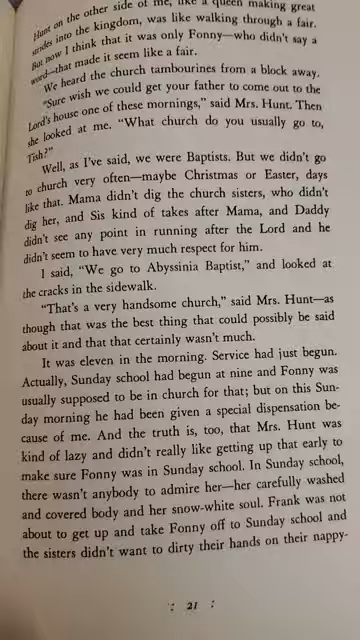 Hunt on the other side of me, like a queen making great
strides into the kingdom, was like walking through a fair.
But now I think that it was only Fonny—who didn't say a
word—that made it seem like a fair.
We heard the church tambourines from a block away.
"Sure wish we could get your father to come out to the
Lord's house one of these mornings," said Mrs. Hunt. Then
she looked at me. "What church do you usually go to,
Tish?"
Well, as I've said, we were Baptists. But we didn't go
to church very often—maybe Christmas or Easter, days
like that. Mama didn't dig the church sisters, who didn't
dig her, and Sis kind of takes after Mama, and Daddy
didn't see any point in running after the Lord and he
didn't seem to have very much respect for him.
I said, "We go to Abyssinia Baptist," and looked at
the cracks in the sidewalk.
"That's a very handsome church," said Mrs. Hunt—as
though that was the best thing that could possibly be said
about it and that that certainly wasn't much.
It was eleven in the morning. Service had just begun.
Actually, Sunday school had begun at nine and Fonny was
usually supposed to be in church for that; but on this Sun-
day morning he had been given a special dispensation be-
cause of me. And the truth is, too, that Mrs. Hunt was
kind of lazy and didn't really like getting up that early to
make sure Fonny was in Sunday school. In Sunday school,
there wasn't anybody to admire her—her carefully washed
and covered body and her snow-white soul. Frank was not
about to get up and take Fonny off to Sunday school and
the sisters didn't want to dirty their hands on their nappy-
: 21 :